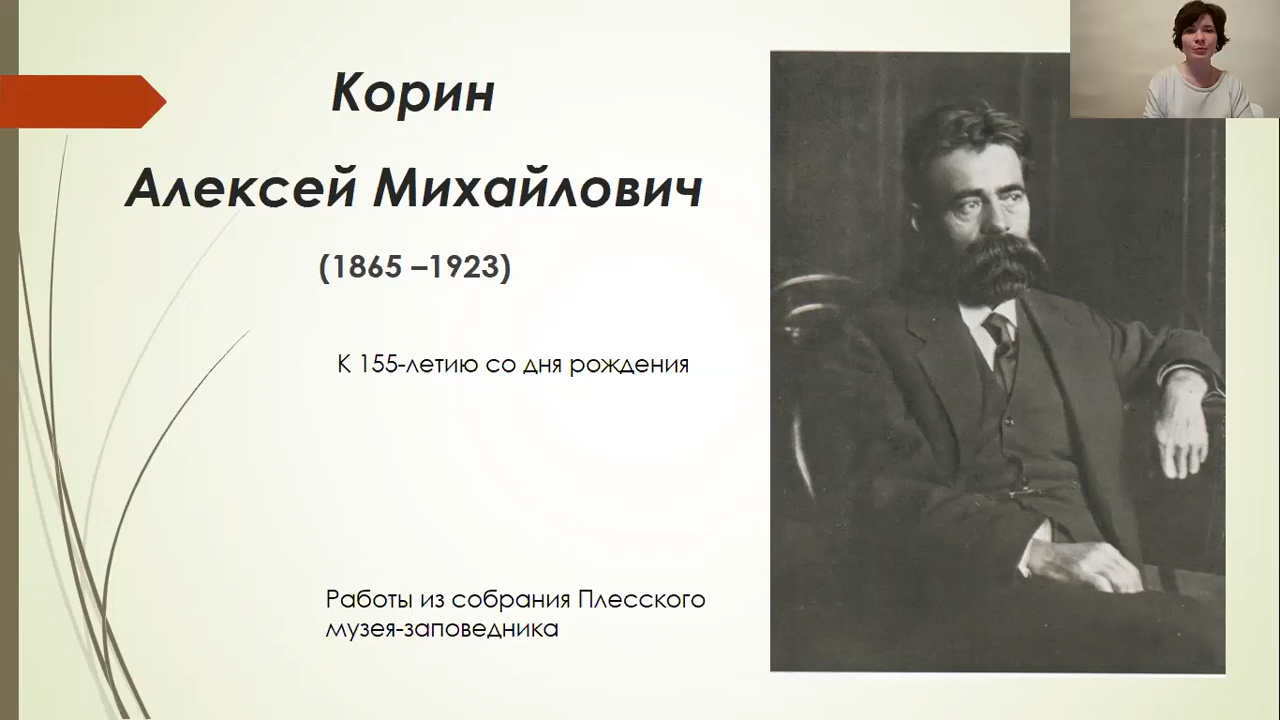 Корин
Алексей Михайлович
(1865 –1923)
К 155-летию со дня рождения
Работы из собрания Плесского
музея-заповедника